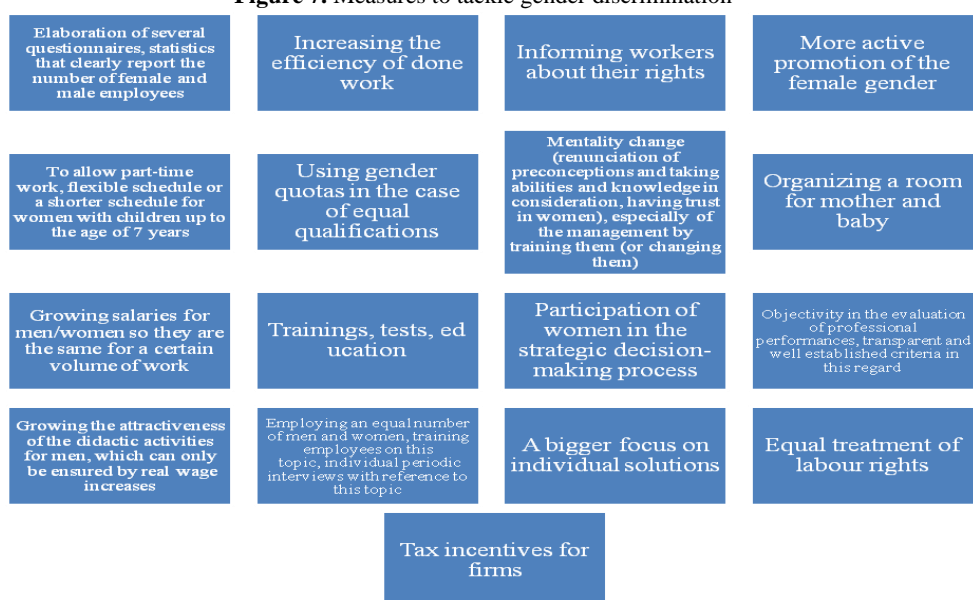 Figure 7. Measures to tackle gender discrimination
Elaboration of several
questionnaires, statistics
that clearly report the
number of female and
male employees
Increasing the
efficiency of done
work
Informing workers
about their rights
More active
promotion of the
female gender
To allow part-time
work, flexible schedule or
a shorter schedule for
women with children up to
the age of 7 years
Using gender
quotas in the case
of equal
qualifications
Mentality change
(renunciation of
preconceptions and taking
abilities and knowledge in
consideration, having trust
in women), especially of
the management by
training them (or changing
them)
Organizing a room
for mother and
baby
Growing salaries for
men/women so they are
the same for a certain
volume of work
Trainings, tests, ed
ucation
Participation of
women in the
strategic decision-
making process
Objectivity in the evaluation
of professional
performances, transparent and
well established criteria in
this regard
Growing the attractiveness
of the didactic activities
for men, which can only
be ensured by real wage
increases
Employing an equal number
of men and women, training
employees on this
topic, individual periodic
interviews with reference to
this topic
A bigger focus on
individual solutions
Equal treatment of
labour rights
Tax incentives for
firms